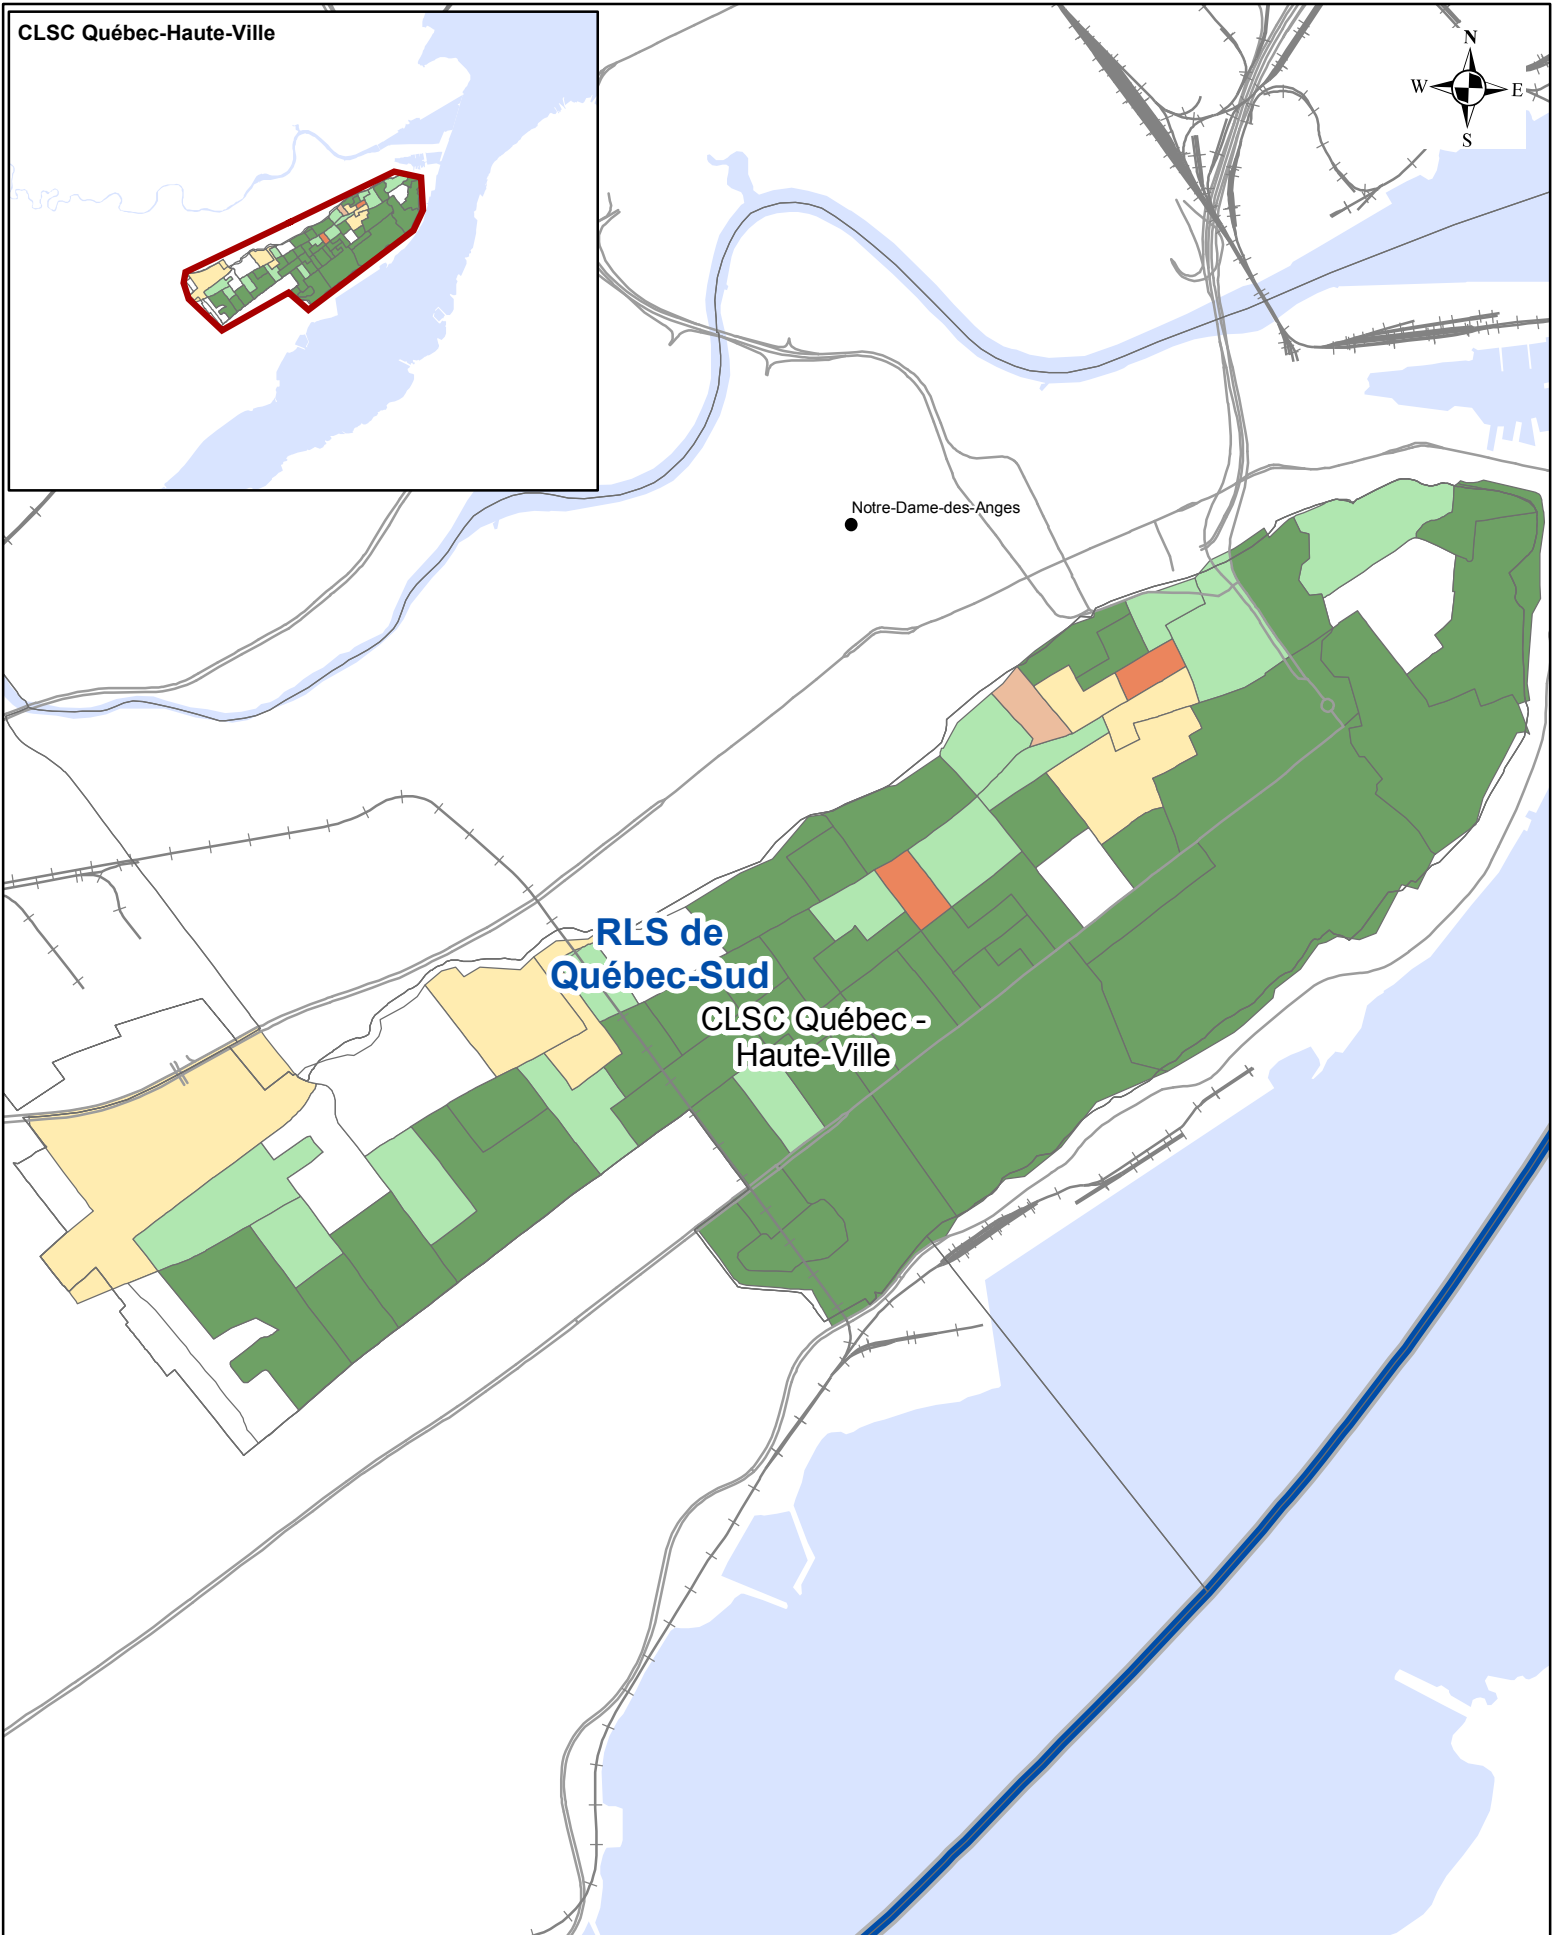 CLSC Québec-Haute-Ville
N
W E
S
Notre-Dame-des-Anges
RLS de
Québec-Sud
CLSC Québec -
Haute-Ville